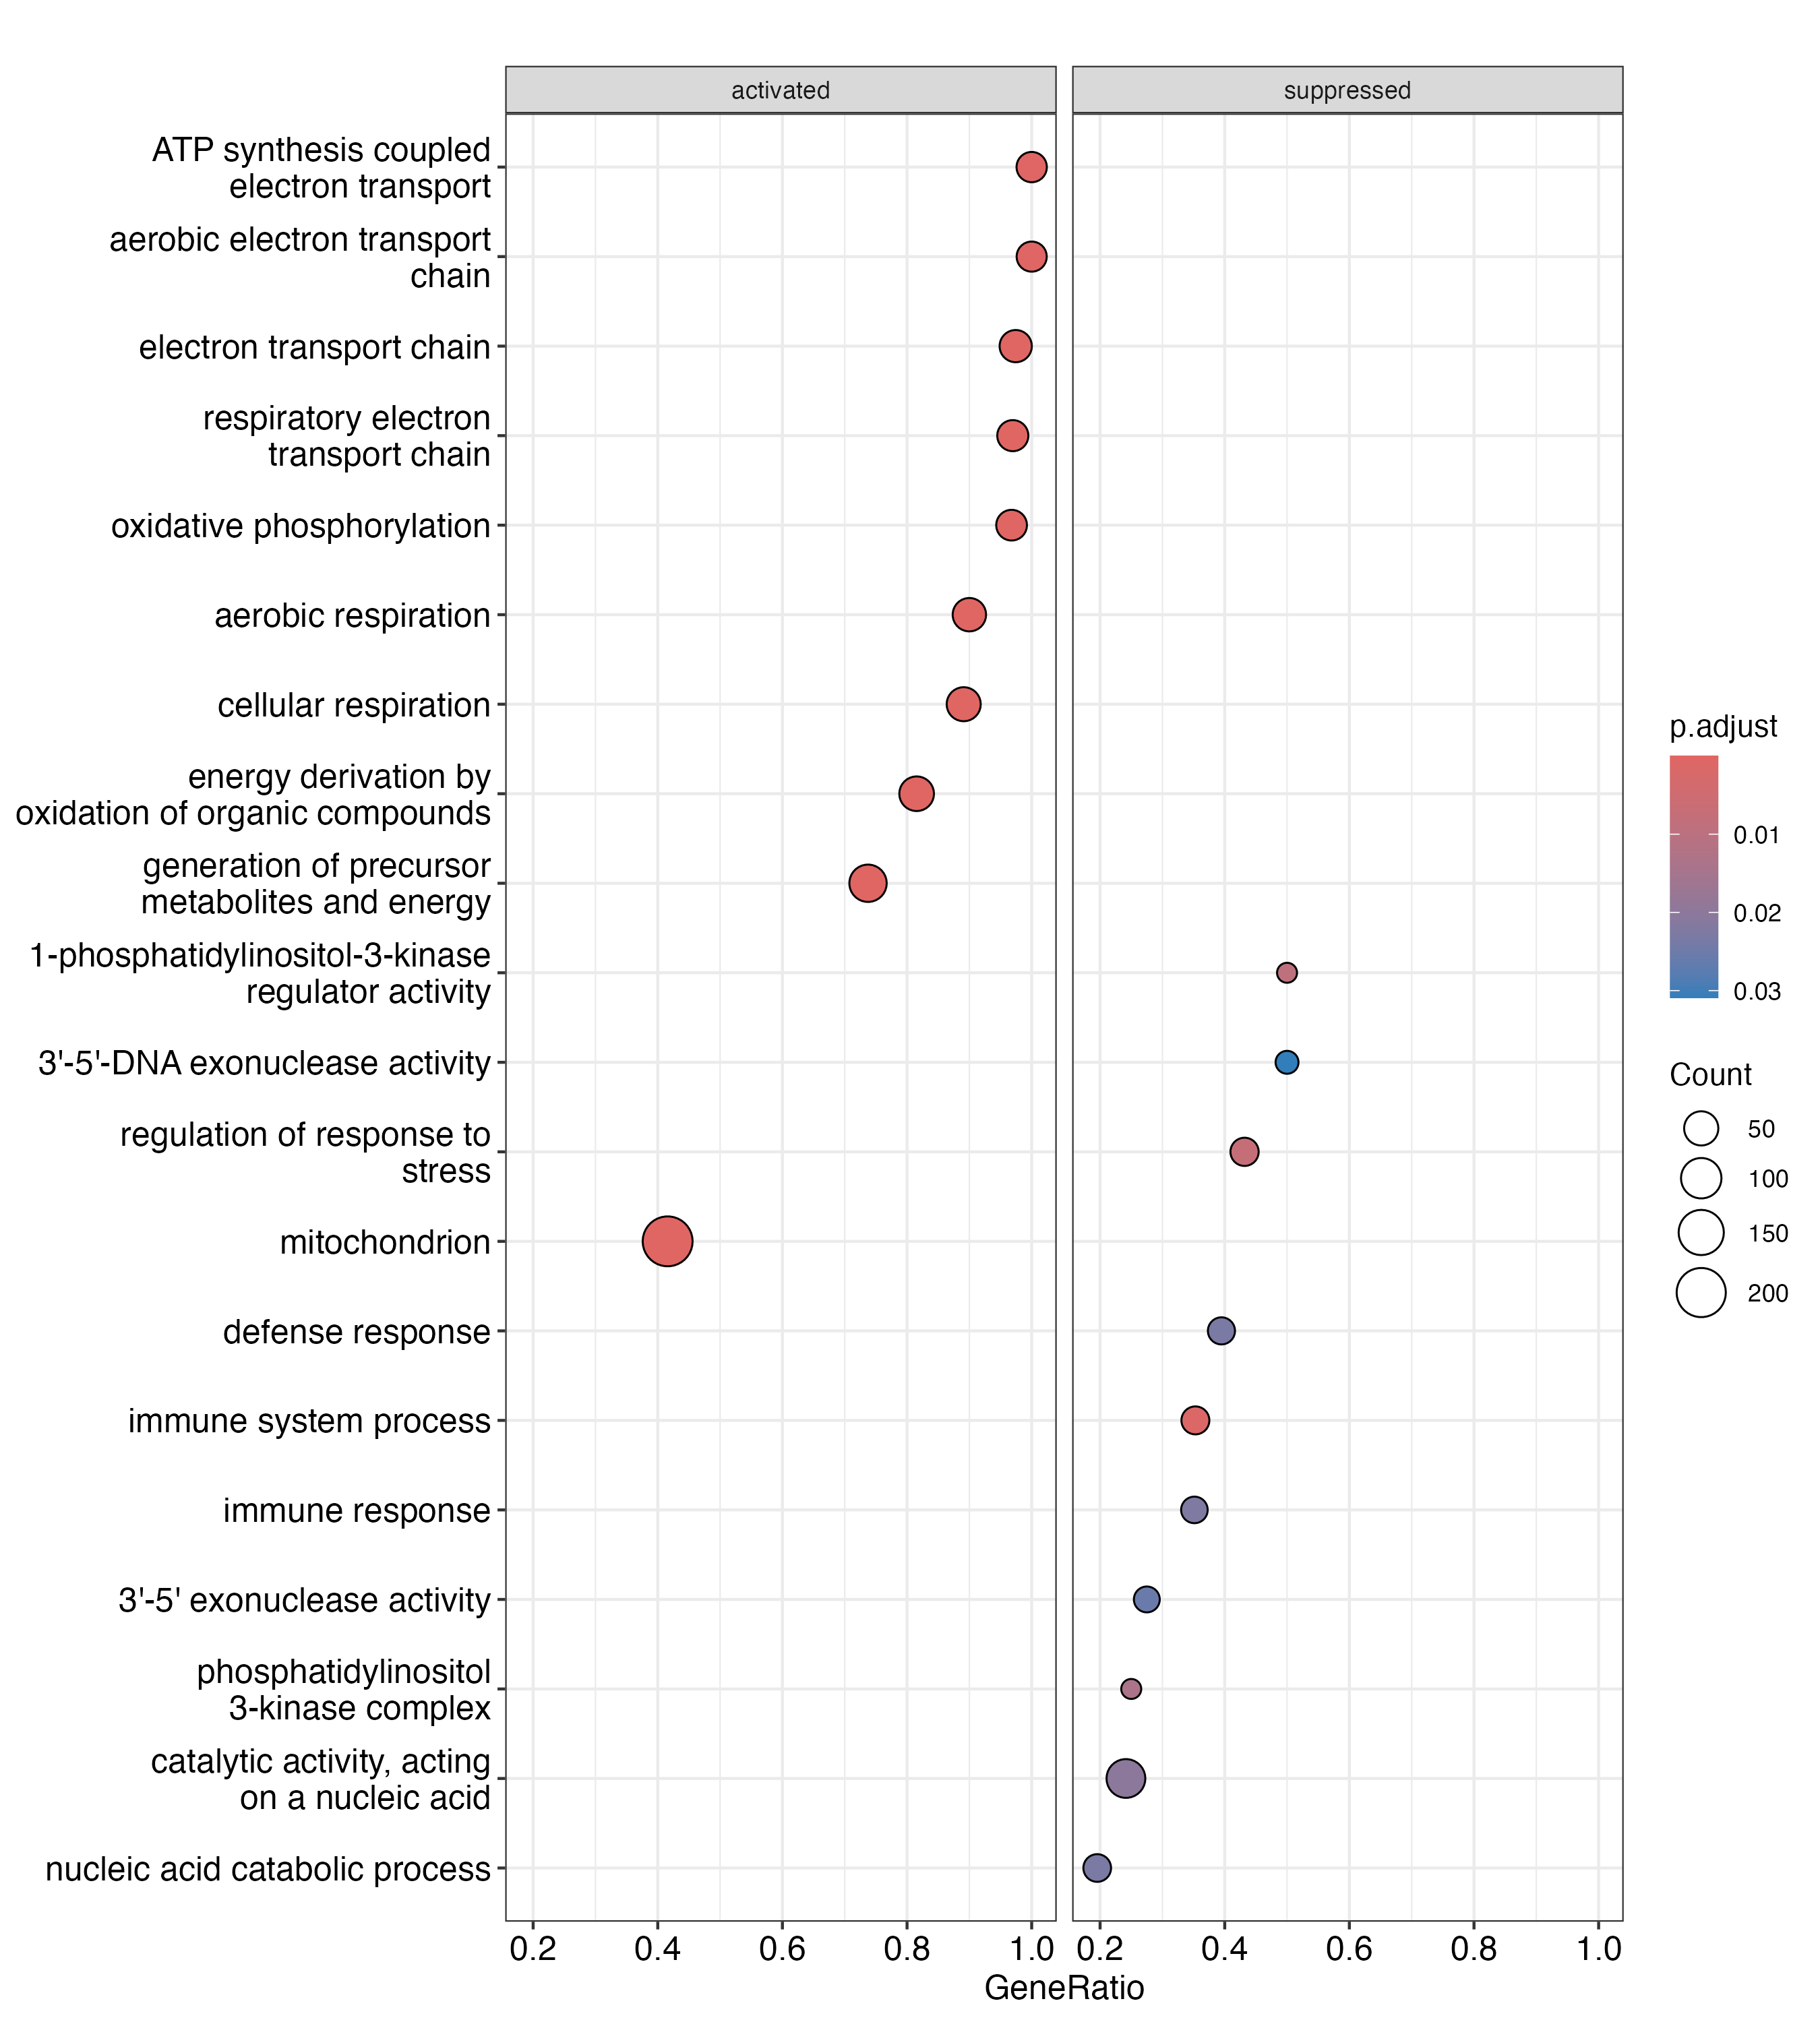 activated
suppressed
ATP synthesis coupled
electron transport
aerobic electron transport
chain
electron transport chain
respiratory electron
transport chain
oxidative phosphorylation
aerobic respiration
cellular respiration
energy derivation by
oxidation of organic compounds
generation of precursor
metabolites and energy
1-phosphatidylinositol-3-kinase
regulator activity
3'-5'-DNA exonuclease activity
regulation of response to
stress
mitochondrion
defense response
immune system process
immune response
3'-5' exonuclease activity
phosphatidylinositol
3-kinase complex
catalytic activity, acting
on a nucleic acid
nucleic acid catabolic process
0.2 0.4 0.6 0.8 1.0
0.2 0.4 0.6 0.8 1.0
GeneRatio
p.adjust
0.01
0.02
0.03
Count
50
100
150
200